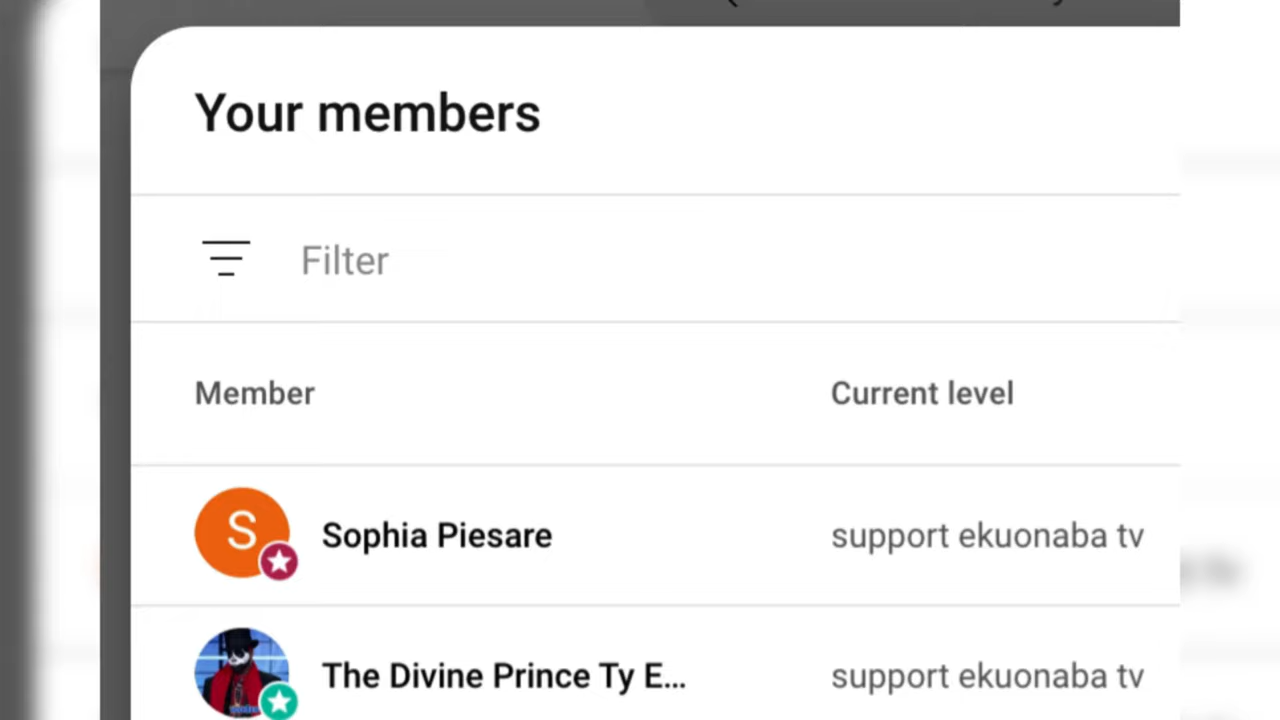 Your members
Filter
Member Current level
S Sophia Piesare support ekuonaba tv
The Divine Prince Ty E... support ekuonaba tv